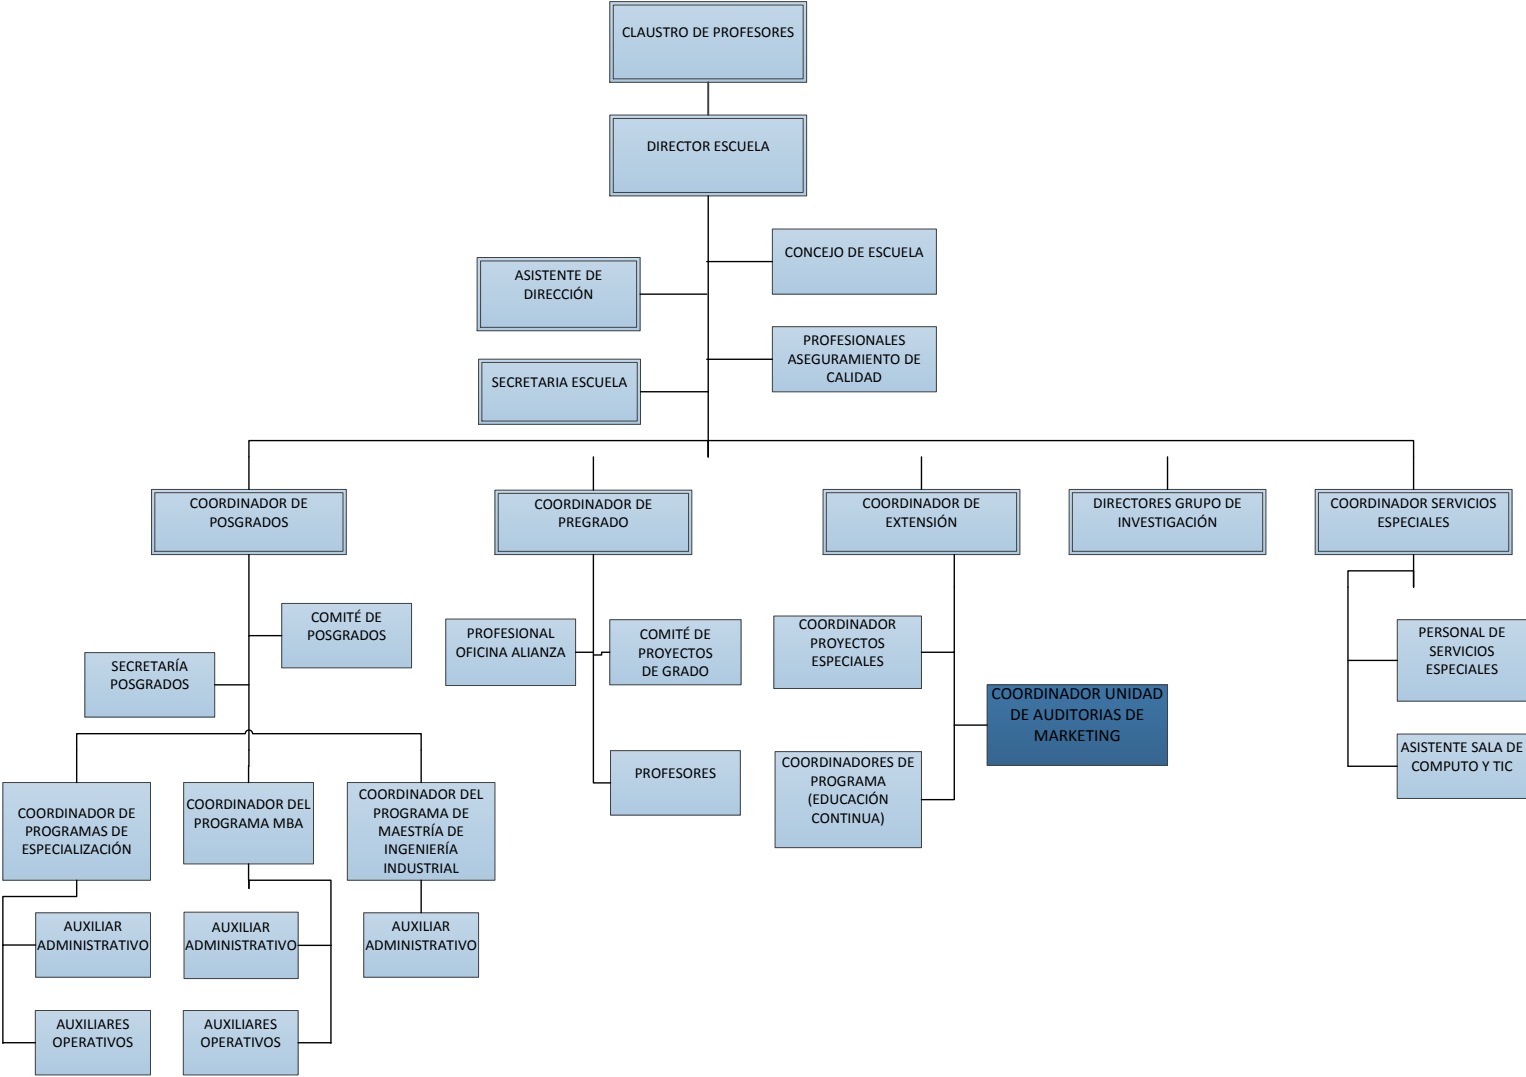 CLAUSTRO DE PROFESORES
DIRECTOR ESCUELA
CONCEJO DE ESCUELA
ASISTENTE DE
DIRECCIÓN
PROFESIONALES
ASEGURAMIENTO DE
CALIDAD
SECRETARIA ESCUELA
COORDINADOR DE
POSGRADOS
COORDINADOR DE
PREGRADO
COORDINADOR DE
EXTENSIÓN
DIRECTORES GRUPO DE
INVESTIGACIÓN
COORDINADOR SERVICIOS
ESPECIALES
COMITÉ DE
POSGRADOS
SECRETARÍA
POSGRADOS
PROFESIONAL
OFICINA ALIANZA
COMITÉ DE
PROYECTOS
DE GRADO
COORDINADOR
PROYECTOS
ESPECIALES
PERSONAL DE
SERVICIOS
ESPECIALES
COORDINADOR UNIDAD
DE AUDITORIAS DE
MARKETING
PROFESORES
COORDINADORES DE
PROGRAMA
(EDUCACIÓN
CONTINUA)
ASISTENTE SALA DE
COMPUTO Y TIC
COORDINADOR DE
PROGRAMAS DE
ESPECIALIZACIÓN
COORDINADOR DEL
PROGRAMA MBA
COORDINADOR DEL
PROGRAMA DE
MAESTRÍA DE
INGENIERÍA
INDUSTRIAL
AUXILIAR
ADMINISTRATIVO
AUXILIAR
ADMINISTRATIVO
AUXILIAR
ADMINISTRATIVO
AUXILIARES
OPERATIVOS
AUXILIARES
OPERATIVOS